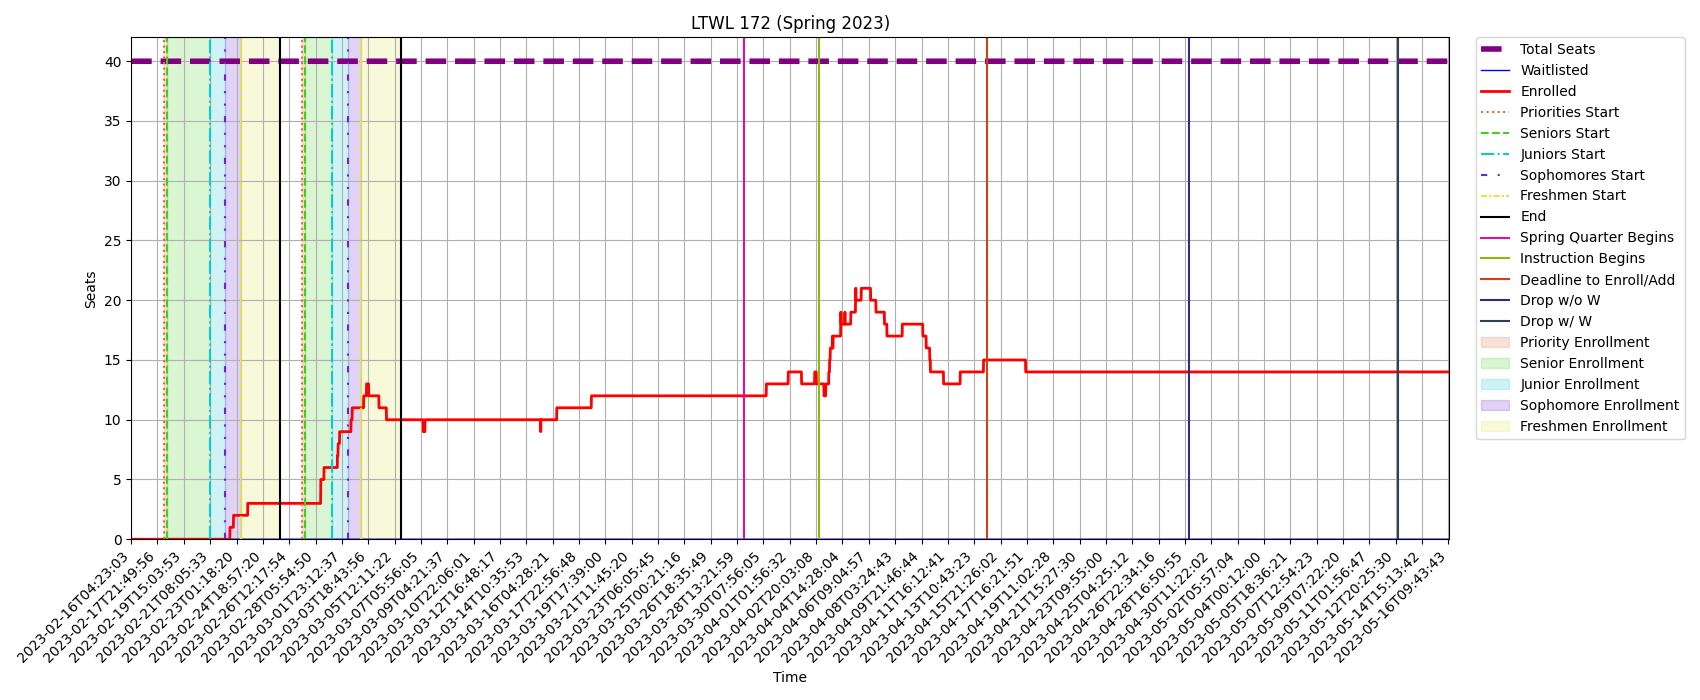 LTWL 172 (Spring 2023)
Seats
40
35
30
25
20
15
10
5
0
2023-02-16T04:23:03
2023-02-17T21:49:56
2023-02-19T15:03:53
2023-02-21T08:05:33
2023-02-23T01:18:20
2023-02-24T18:57:20
2023-02-26T12:17:54
2023-02-28T05:54:50
2023-03-01T23:12:37
2023-03-03T18:43:56
2023-03-05T12:11:22
2023-03-07T05:56:05
2023-03-09T04:21:37
2023-03-10T22:06:01
2023-03-12T16:48:17
2023-03-14T10:35:53
2023-03-16T04:28:21
2023-03-17T22:56:48
2023-03-19T17:39:00
2023-03-21T11:45:20
2023-03-23T06:05:45
2023-03-25T00:21:16
2023-03-26T18:35:49
2023-03-28T13:21:59
2023-03-30T07:56:05
2023-04-01T01:56:32
2023-04-02T20:03:08
2023-04-04T14:28:04
2023-04-06T09:04:57
2023-04-08T03:24:43
2023-04-09T21:46:44
2023-04-11T16:12:41
2023-04-13T10:43:23
2023-04-15T21:26:02
2023-04-17T16:21:51
2023-04-19T11:02:28
2023-04-21T15:27:30
2023-04-23T09:55:00
2023-04-25T04:25:12
2023-04-26T22:34:16
2023-04-28T16:50:55
2023-04-30T11:22:02
2023-05-02T05:57:04
2023-05-04T00:12:00
2023-05-05T18:36:21
2023-05-07T12:54:23
2023-05-09T07:22:20
2023-05-11T01:56:47
2023-05-12T20:25:30
2023-05-14T15:13:42
2023-05-16T09:43:43
Time
Total Seats
Waitlisted
Enrolled
Priorities Start
Seniors Start
Juniors Start
Sophomores Start
Freshmen Start
End
Spring Quarter Begins
Instruction Begins
Deadline to Enroll/Add
Drop w/o W
Drop w/ W
Priority Enrollment
Senior Enrollment
Junior Enrollment
Sophomore Enrollment
Freshmen Enrollment